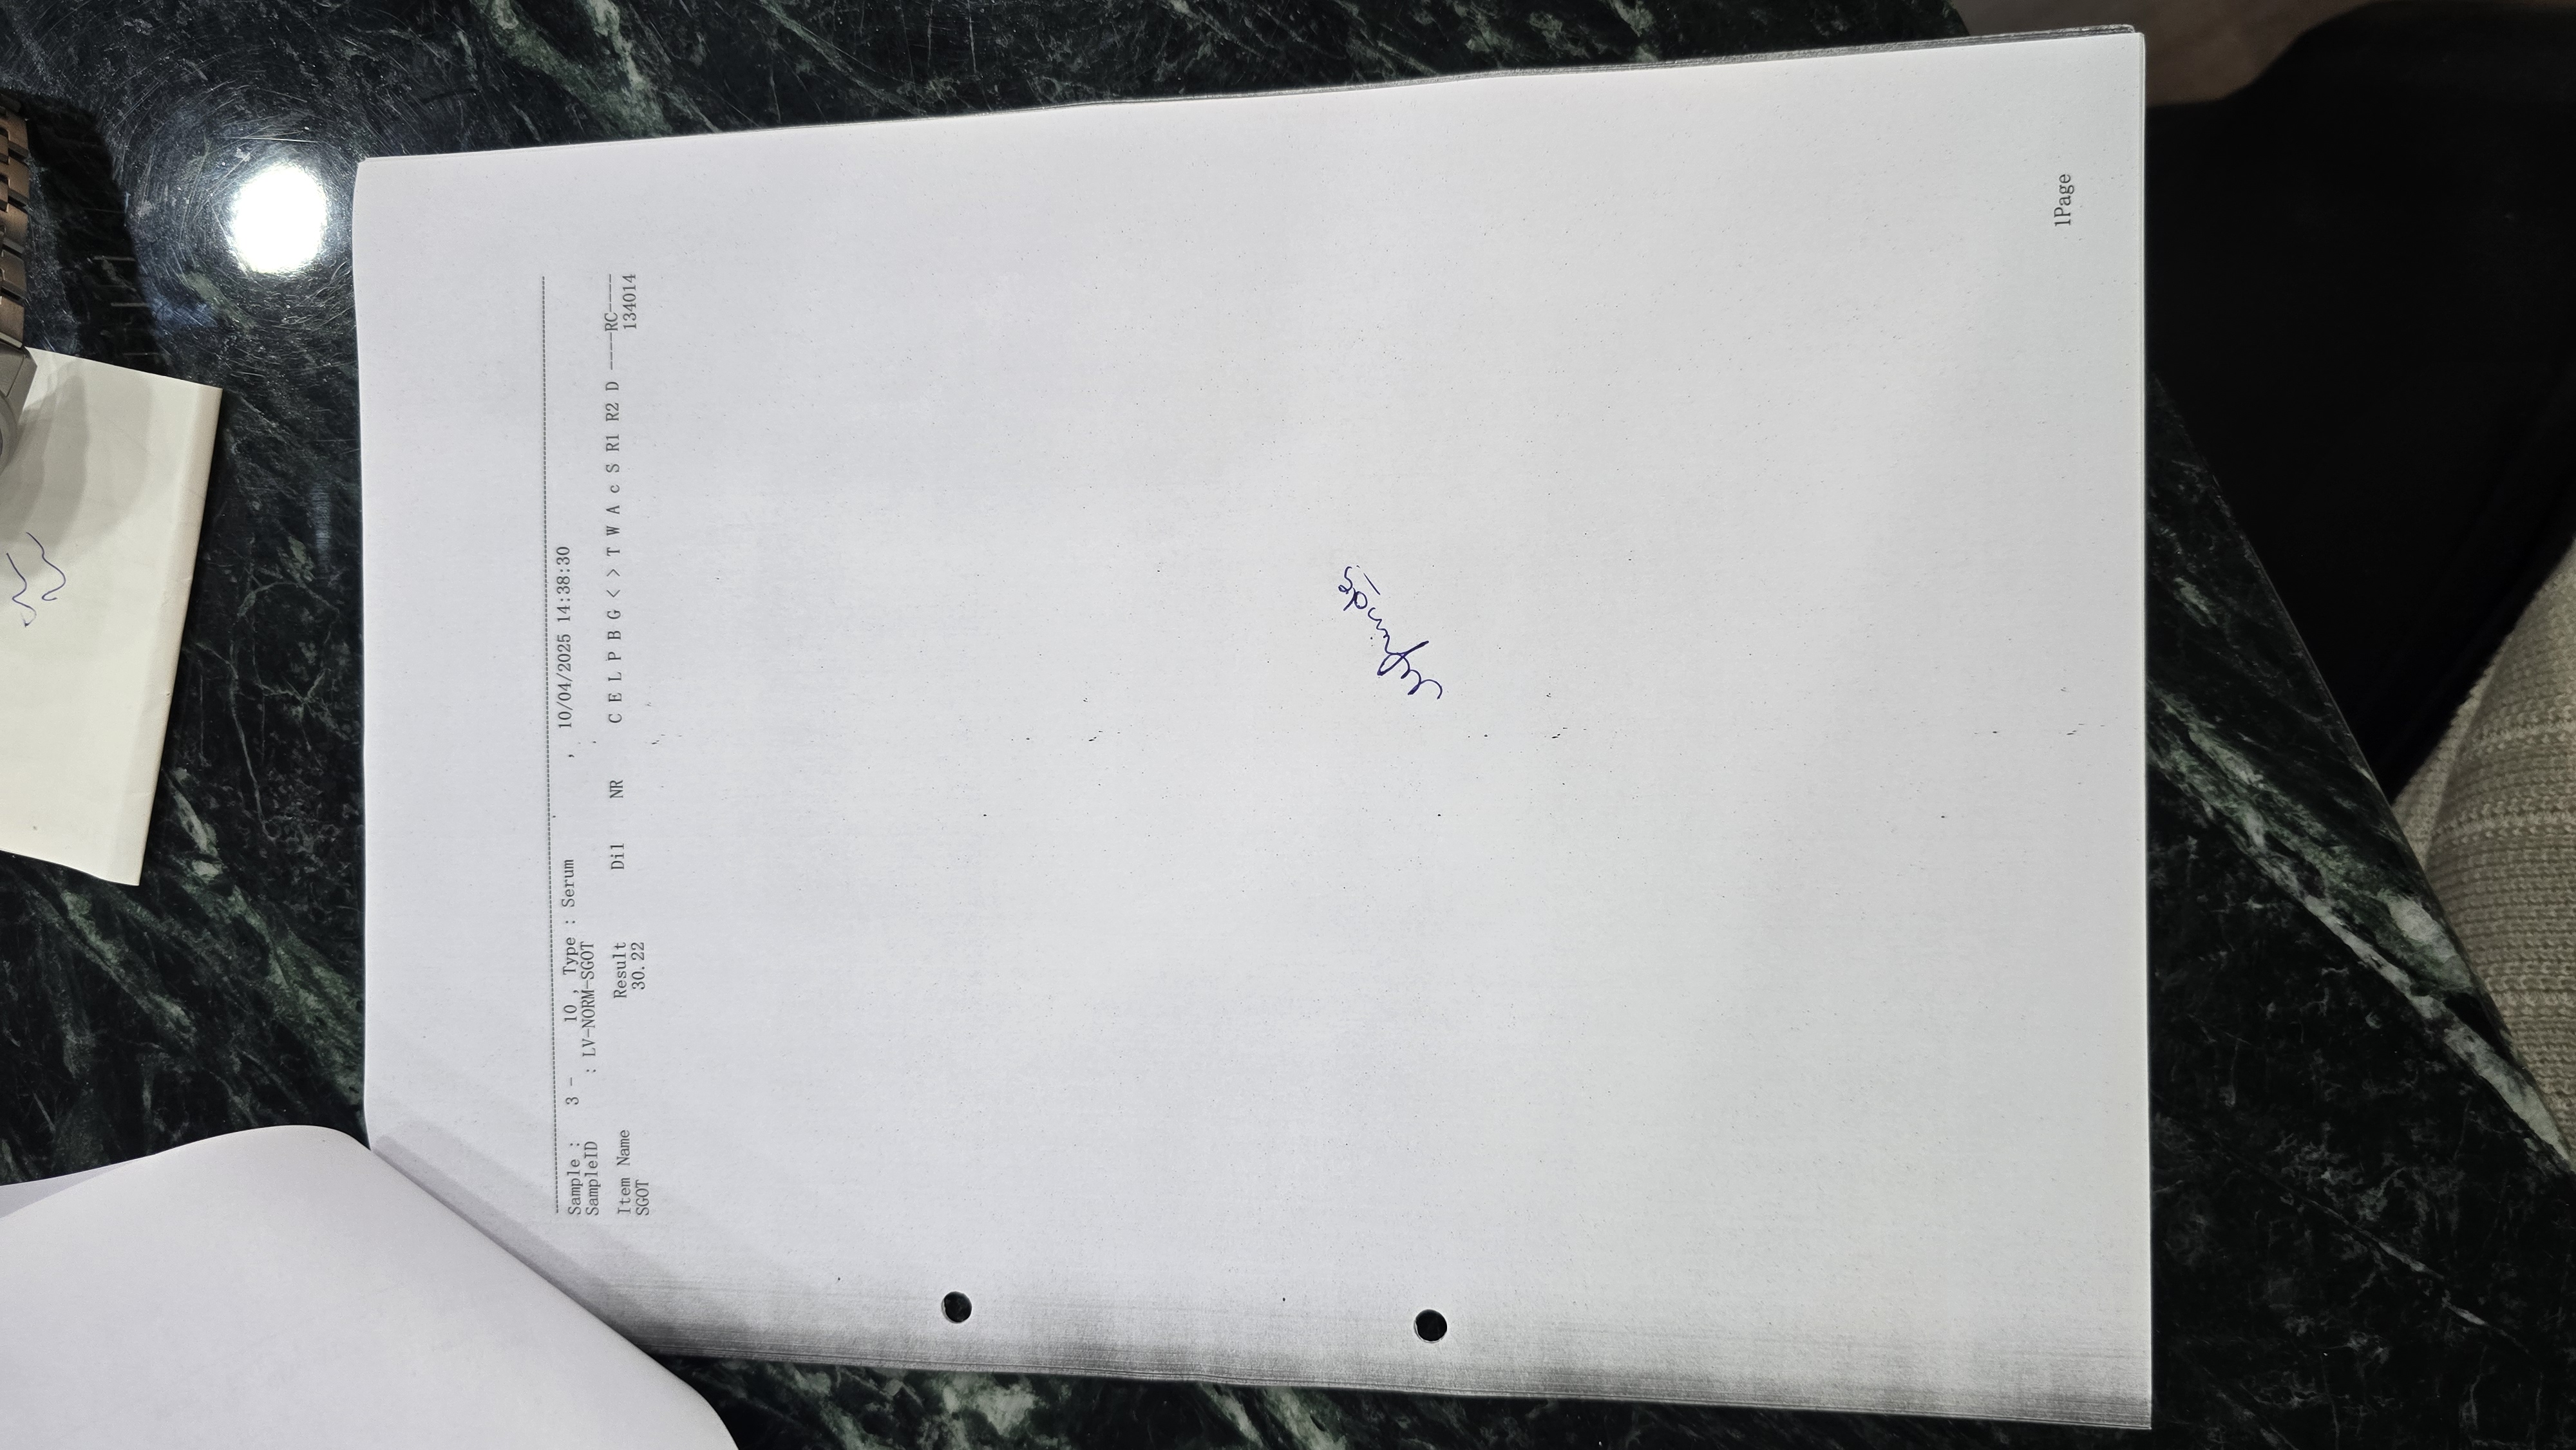 Sample : 3 - 10 , Type : Serum , 10/04/2025 14:38:30
SampleID : LV-NORM-SGOT
Item Name Result Dil NR C E L P B G < > T W A c S R1 R2 D ----RC----
SGOT 30.22 134014
1Page